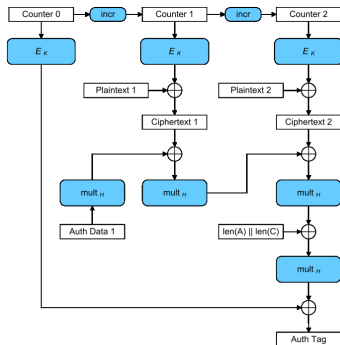 Counter 0
incr
Counter 1
incr
Counter 2
E K
E K
E K
Plaintext 1
Plaintext 2
Ciphertext 1
Ciphertext 2
mult H
mult H
mult H
Auth Data 1
len(A) || len(C)
mult H
Auth Tag